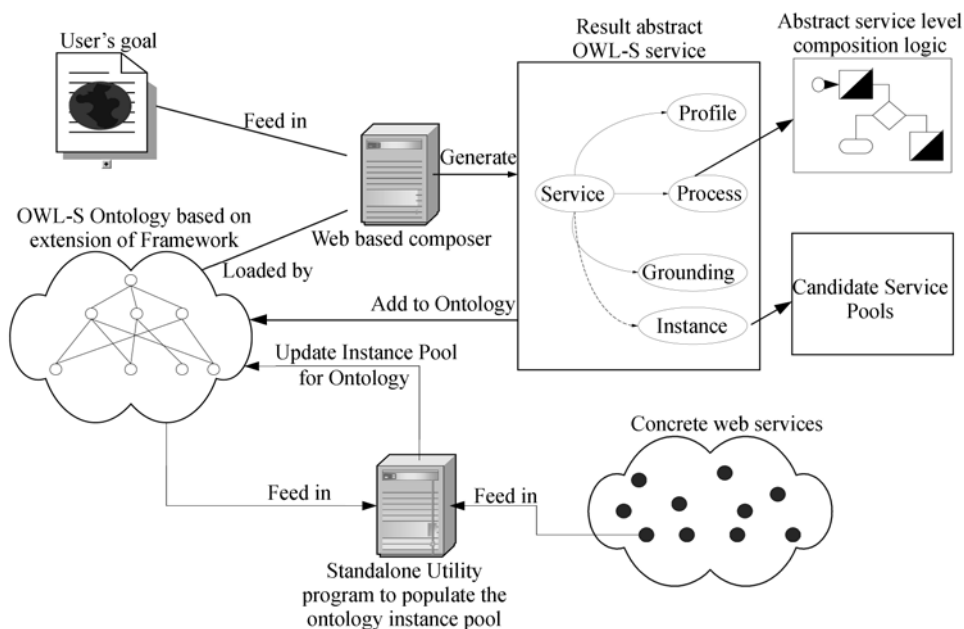 User's goal
Feed in
Result abstract
OWL-S service
Abstract service level
composition logic
Generate
Profile
Service
Process
Grounding
Instance
Web based composer
OWL-S Ontology based on
extension of Framework
Loaded by
Add to Ontology
Candidate Service
Pools
Update Instance Pool
for Ontology
Concrete web services
Feed in
Feed in
Standalone Utility
program to populate the
ontology instance pool